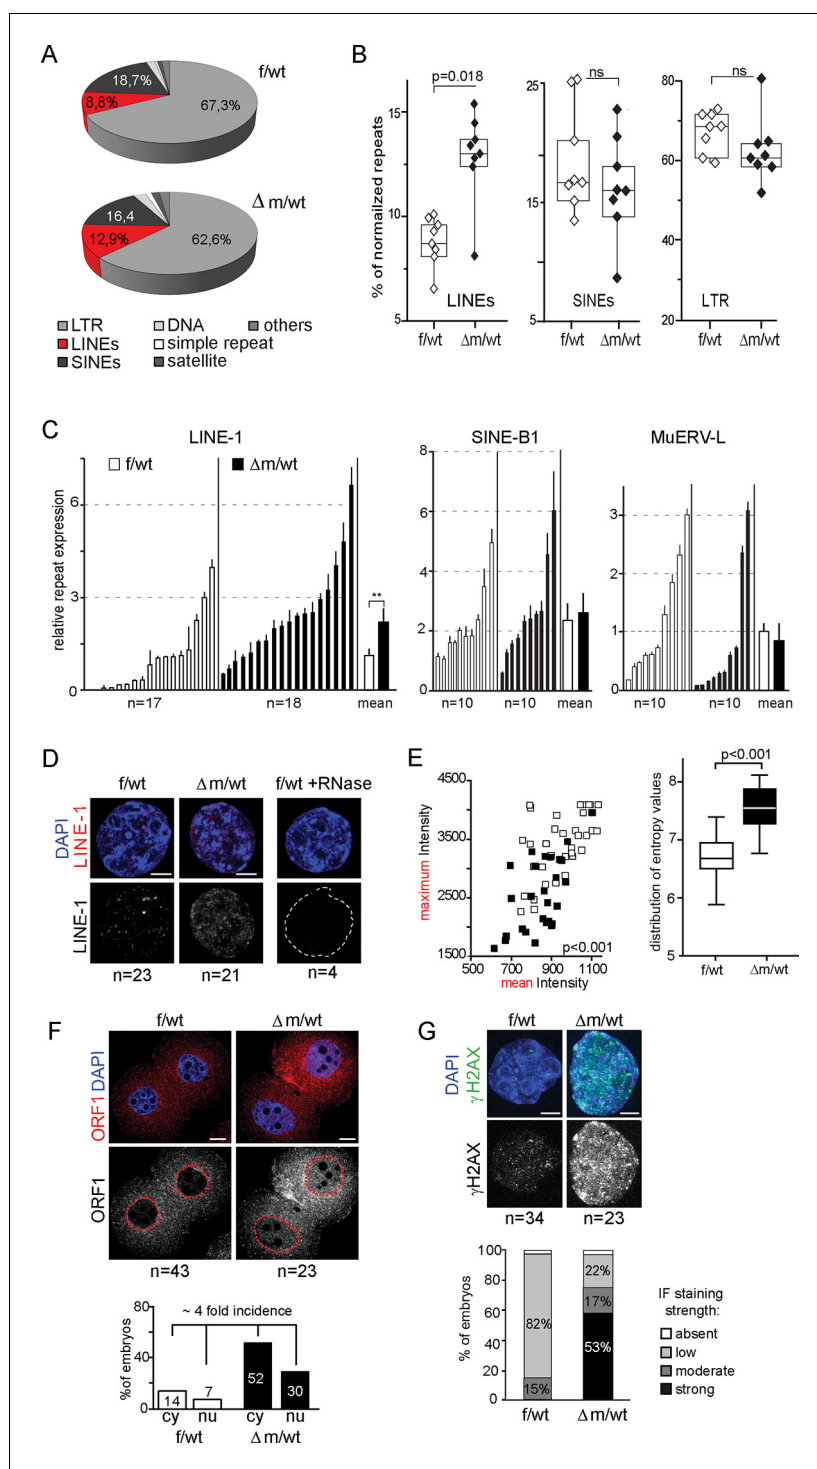 A
f/wt
18,7%
8,8%
67,3%
Δ m/wt
16,4
12,9%
62,6%
LTR
DNA
others
LINEs
simple repeat
SINEs
satellite
B
% of normailzed repeats
p=0.018
15
10
5
LINEs
f/wt
Δm/wt
ns
25
15
5
SINEs
f/wt
Δm/wt
ns
80
60
40
20
LTR
f/wt
Δm/wt
C
LINE-1
SINE-B1
MuERV-L
f/wt
Δm/wt
relative repeat expression
6
3
0
**
n=17
n=18
mean
8
6
4
2
0
n=10
n=10
mean
3
2
1
0
n=10
n=10
mean
D
f/wt
Δm/wt
f/wt +RNase
DAPI
LINE-1
LINE-1
n=23
n=21
n=4
E
maximum Intensity
4500
3500
2500
1500
500
700
900
1100
p<0.001
mean Intensity
distribution of entropy values
p<0.001
8
7
6
5
f/wt
Δm/wt
F
f/wt
Δ m/wt
ORF1 DAPI
ORF1
n=43
n=23
%of embryos
80
40
0
~ 4 fold incidence
14
7
52
30
cy
nu
cy
nu
f/wt
Δ m/wt
G
f/wt
Δm/wt
DAPI
γH2AX
γH2AX
n=34
n=23
% of embryos
100
80
60
40
20
0
82%
15%
22%
17%
53%
f/wt
Δ m/wt
IF staining
strength:
absent
low
moderate
strong